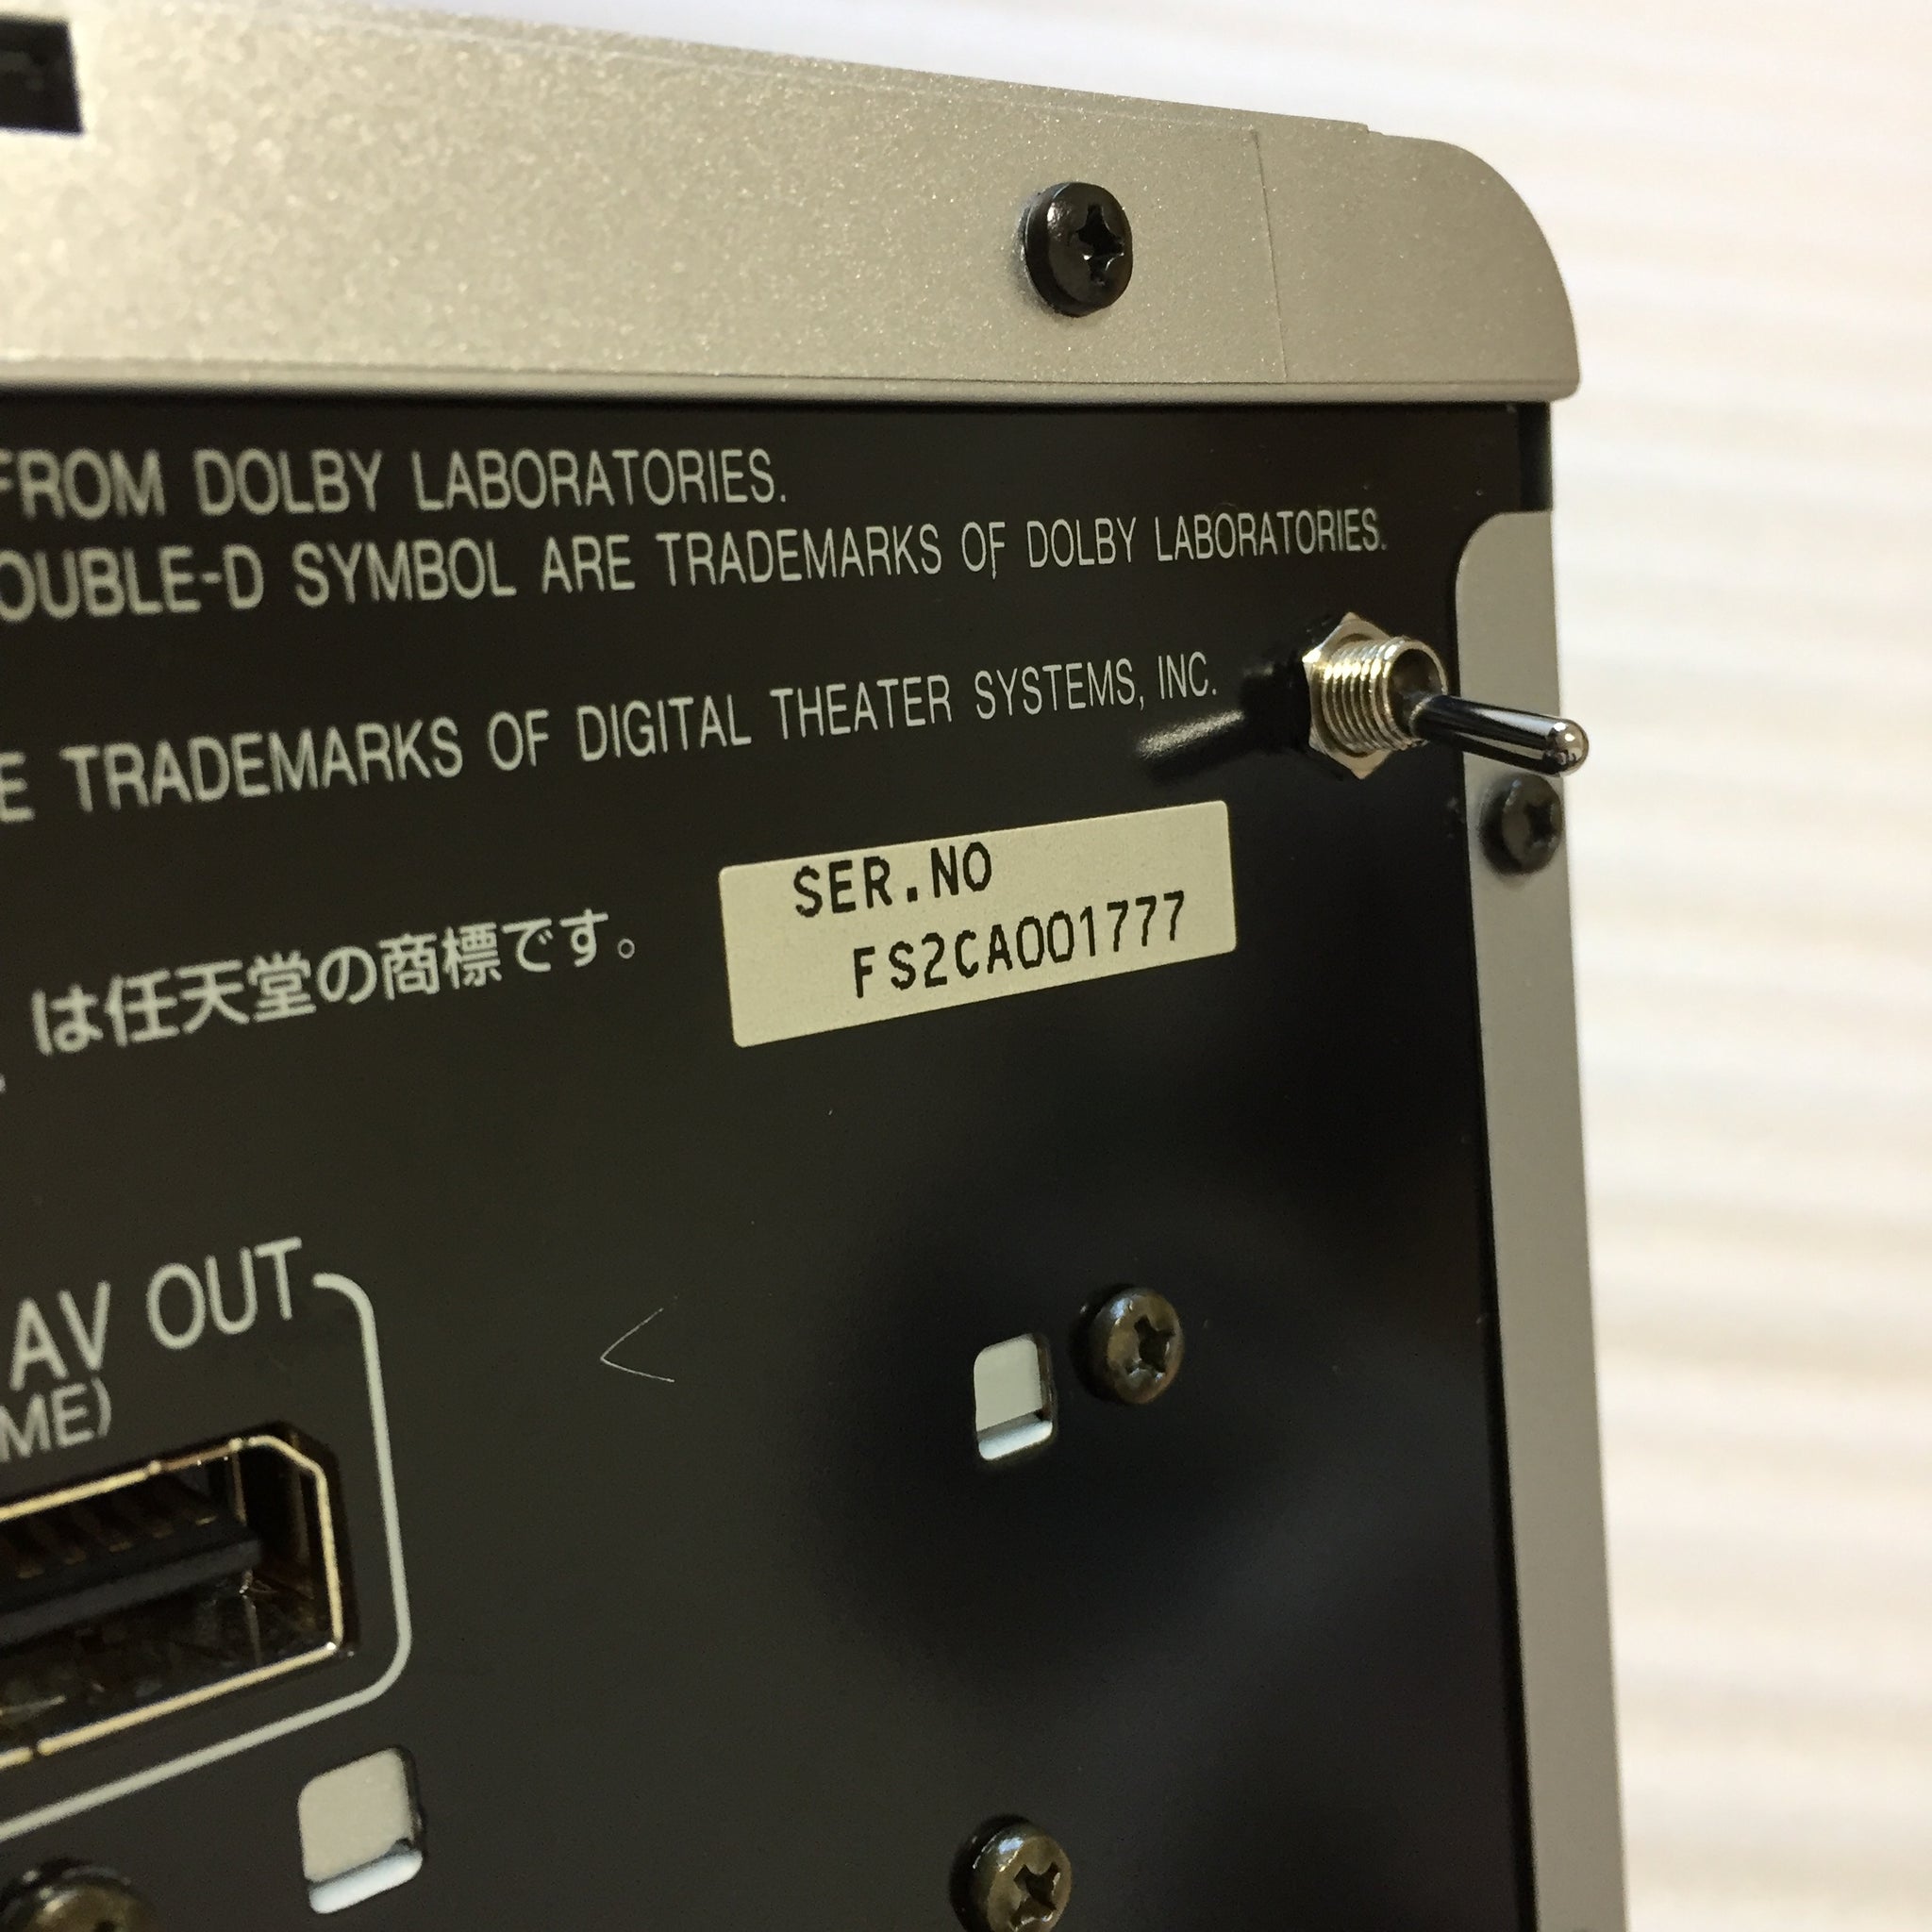 FROM DOLBY LABORATORIES.
OUBLE-D SYMBOL ARE TRADEMARKS OF DOLBY LABORATORIES.
E TRADEMARKS OF DIGITAL THEATER SYSTEMS, INC.
SER.NO
FS2CA001777
は任天堂の商標です。
AV OUT
ME)